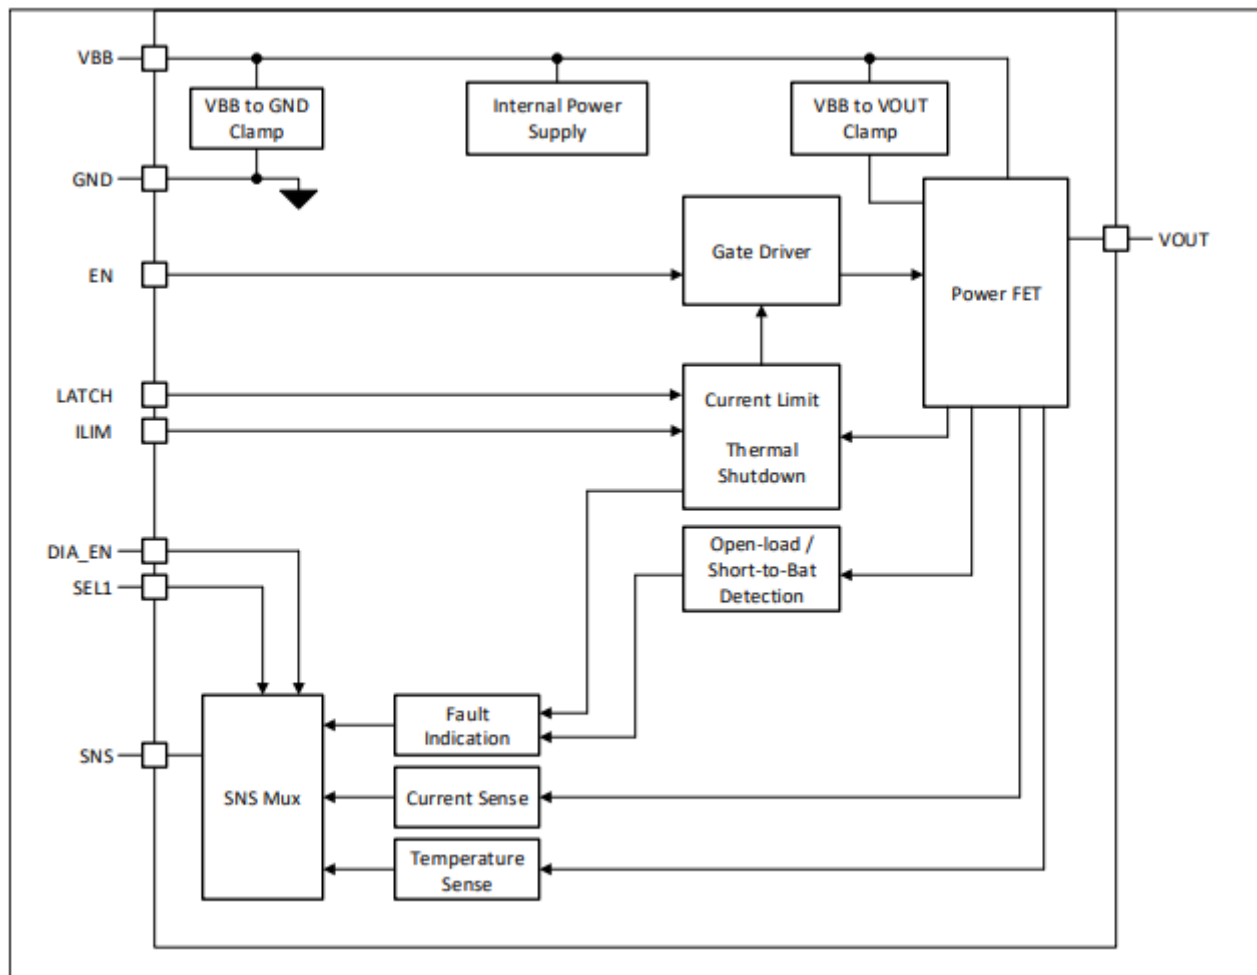 VBB
VBB to GND
Clamp
Internal Power
Supply
VBB to VOUT
Clamp
GND
Gate Driver
VOUT
EN
Power FET
LATCH
Current Limit
ILIM
Thermal
Shutdown
DIA_EN
Open-load /
Short-to-Bat
Detection
SEL1
Fault
Indication
SNS
SNS Mux
Current Sense
Temperature
Sense